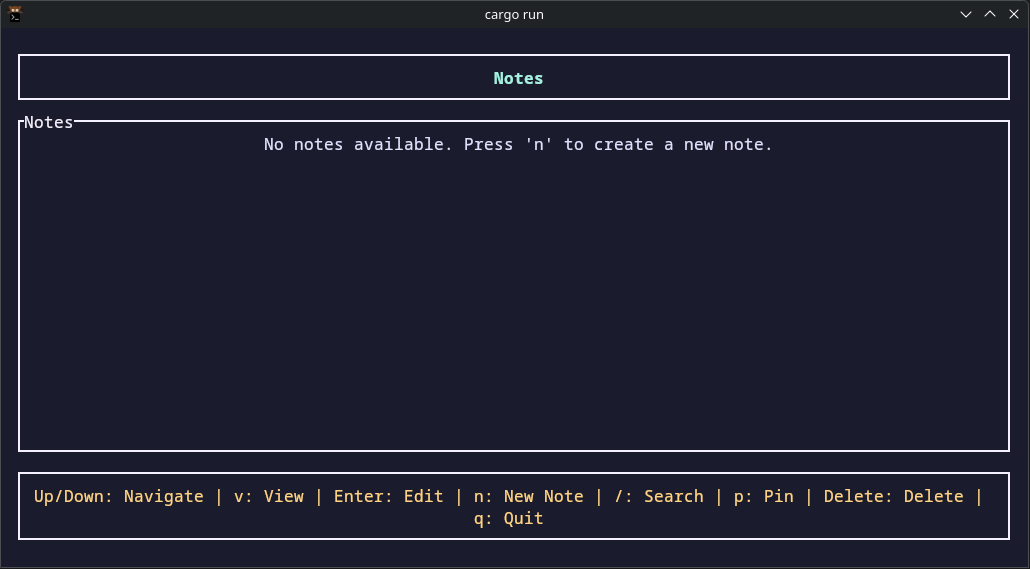 cargo run
Notes
Notes
No notes available. Press 'n' to create a new note.
Up/Down: Navigate | v: View | Enter: Edit | n: New Note | /: Search | p: Pin | Delete: Delete |
q: Quit